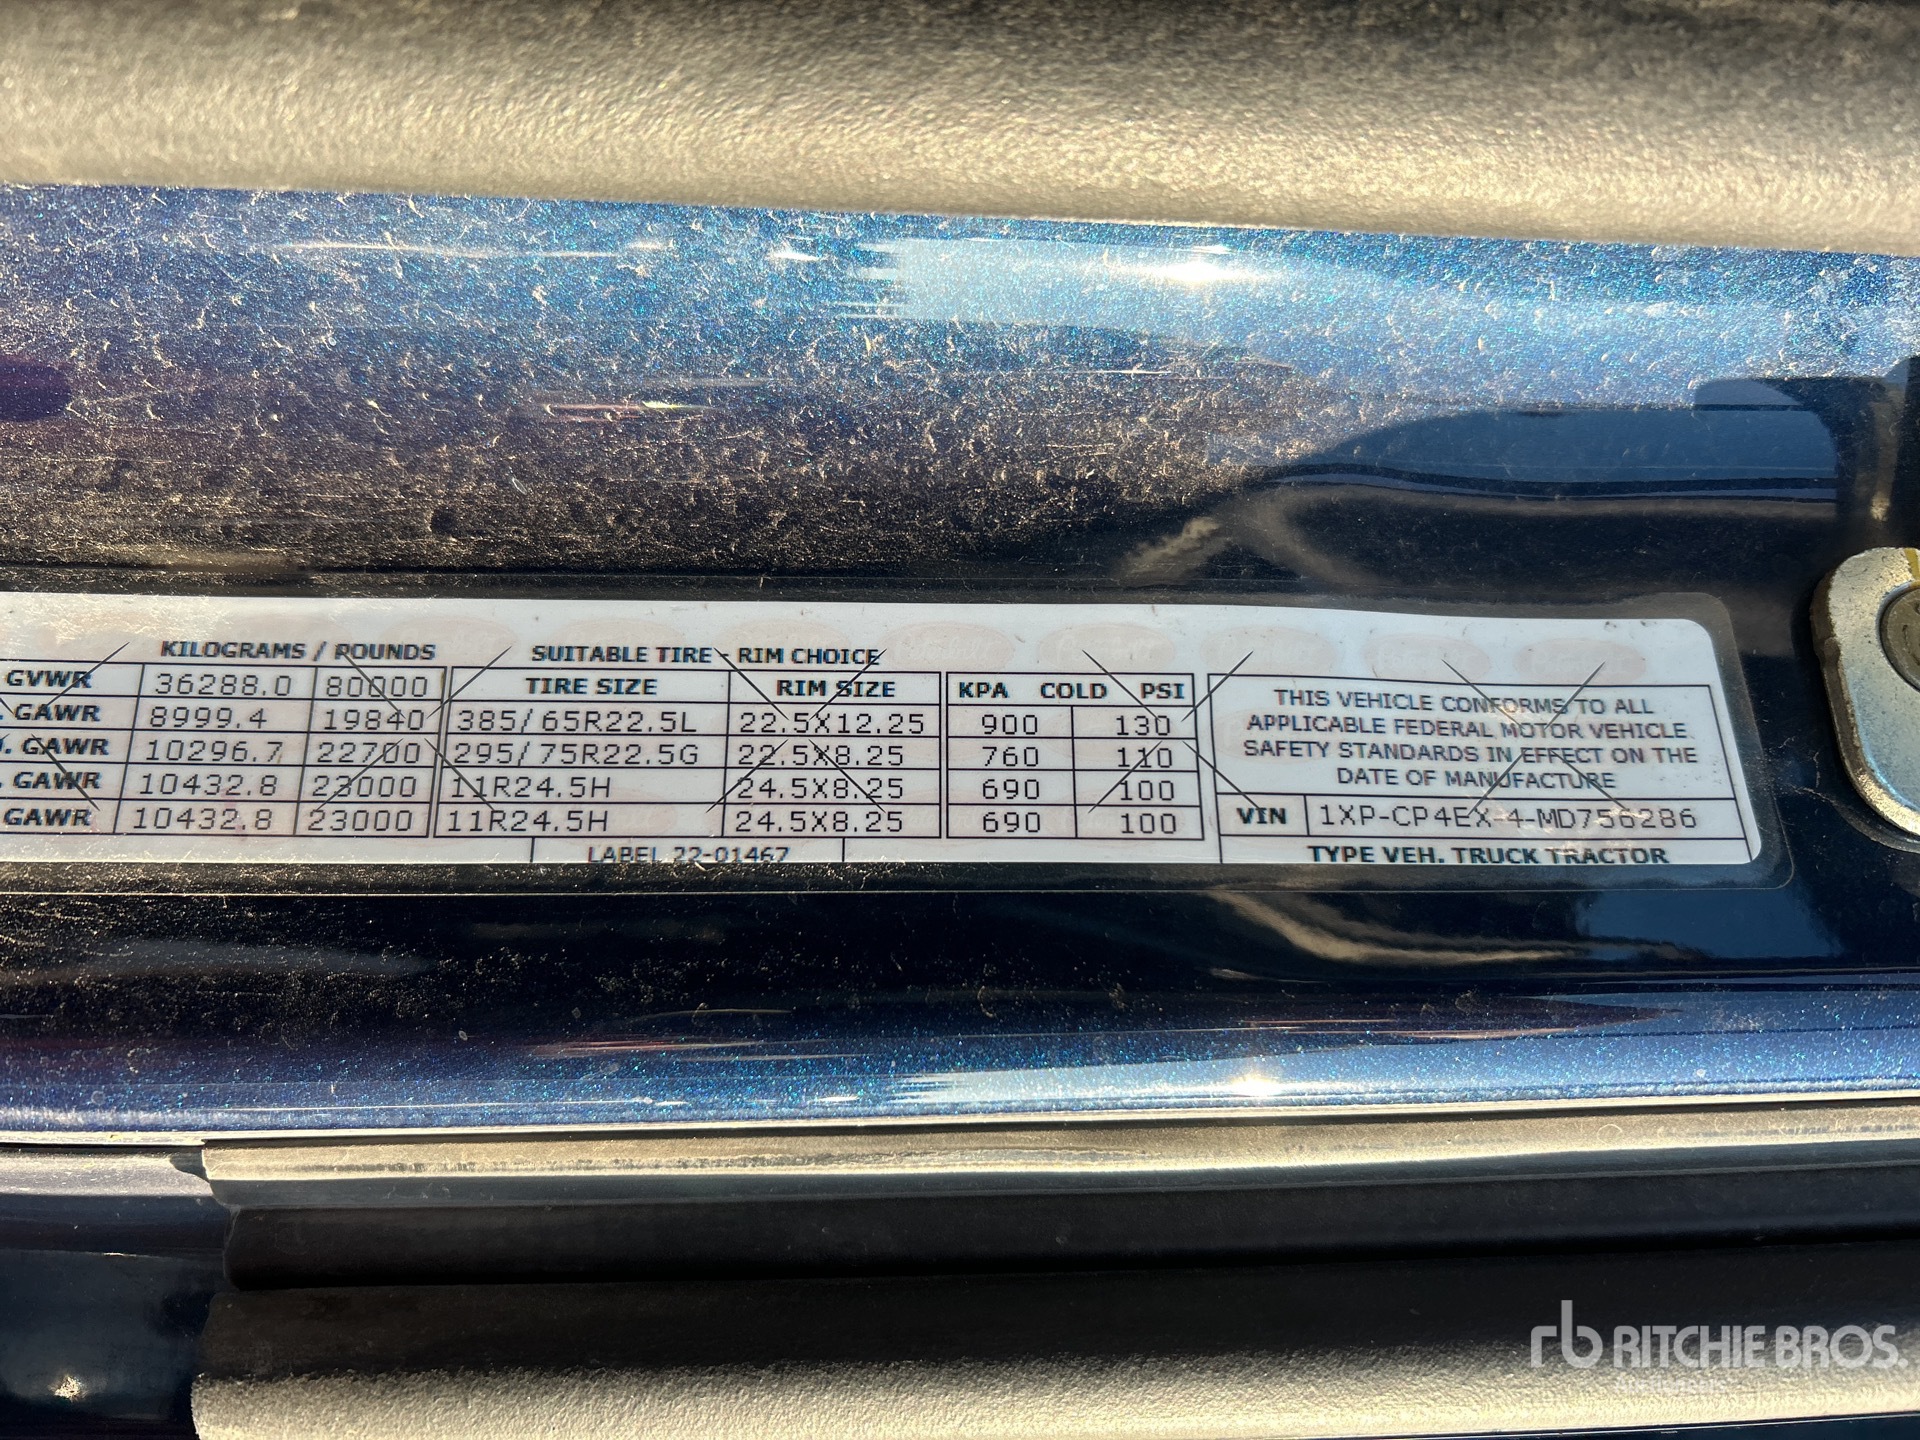 KILOGRAMS / POUNDS SUITABLE TIRE - RIM CHOICE
GVWR 36288.0 80000 TIRE SIZE RIM SIZE KPA COLD PSI
. GAWR 8999.4 19840 385/65R22.5L 22.5X12.25 900 130
. GAWR 10296.7 22700 295/75R22.5G 22.5X8.25 760 110
. GAWR 10432.8 23000 11R24.5H 24.5X8.25 690 100
GAWR 10432.8 23000 11R24.5H 24.5X8.25 690 100
LABEL 22-01467
THIS VEHICLE CONFORMS TO ALL
APPLICABLE FEDERAL MOTOR VEHICLE
SAFETY STANDARDS IN EFFECT ON THE
DATE OF MANUFACTURE
VIN 1XP-CP4EX-4-MD756286
TYPE VEH. TRUCK TRACTOR
rb RITCHIE BROS.